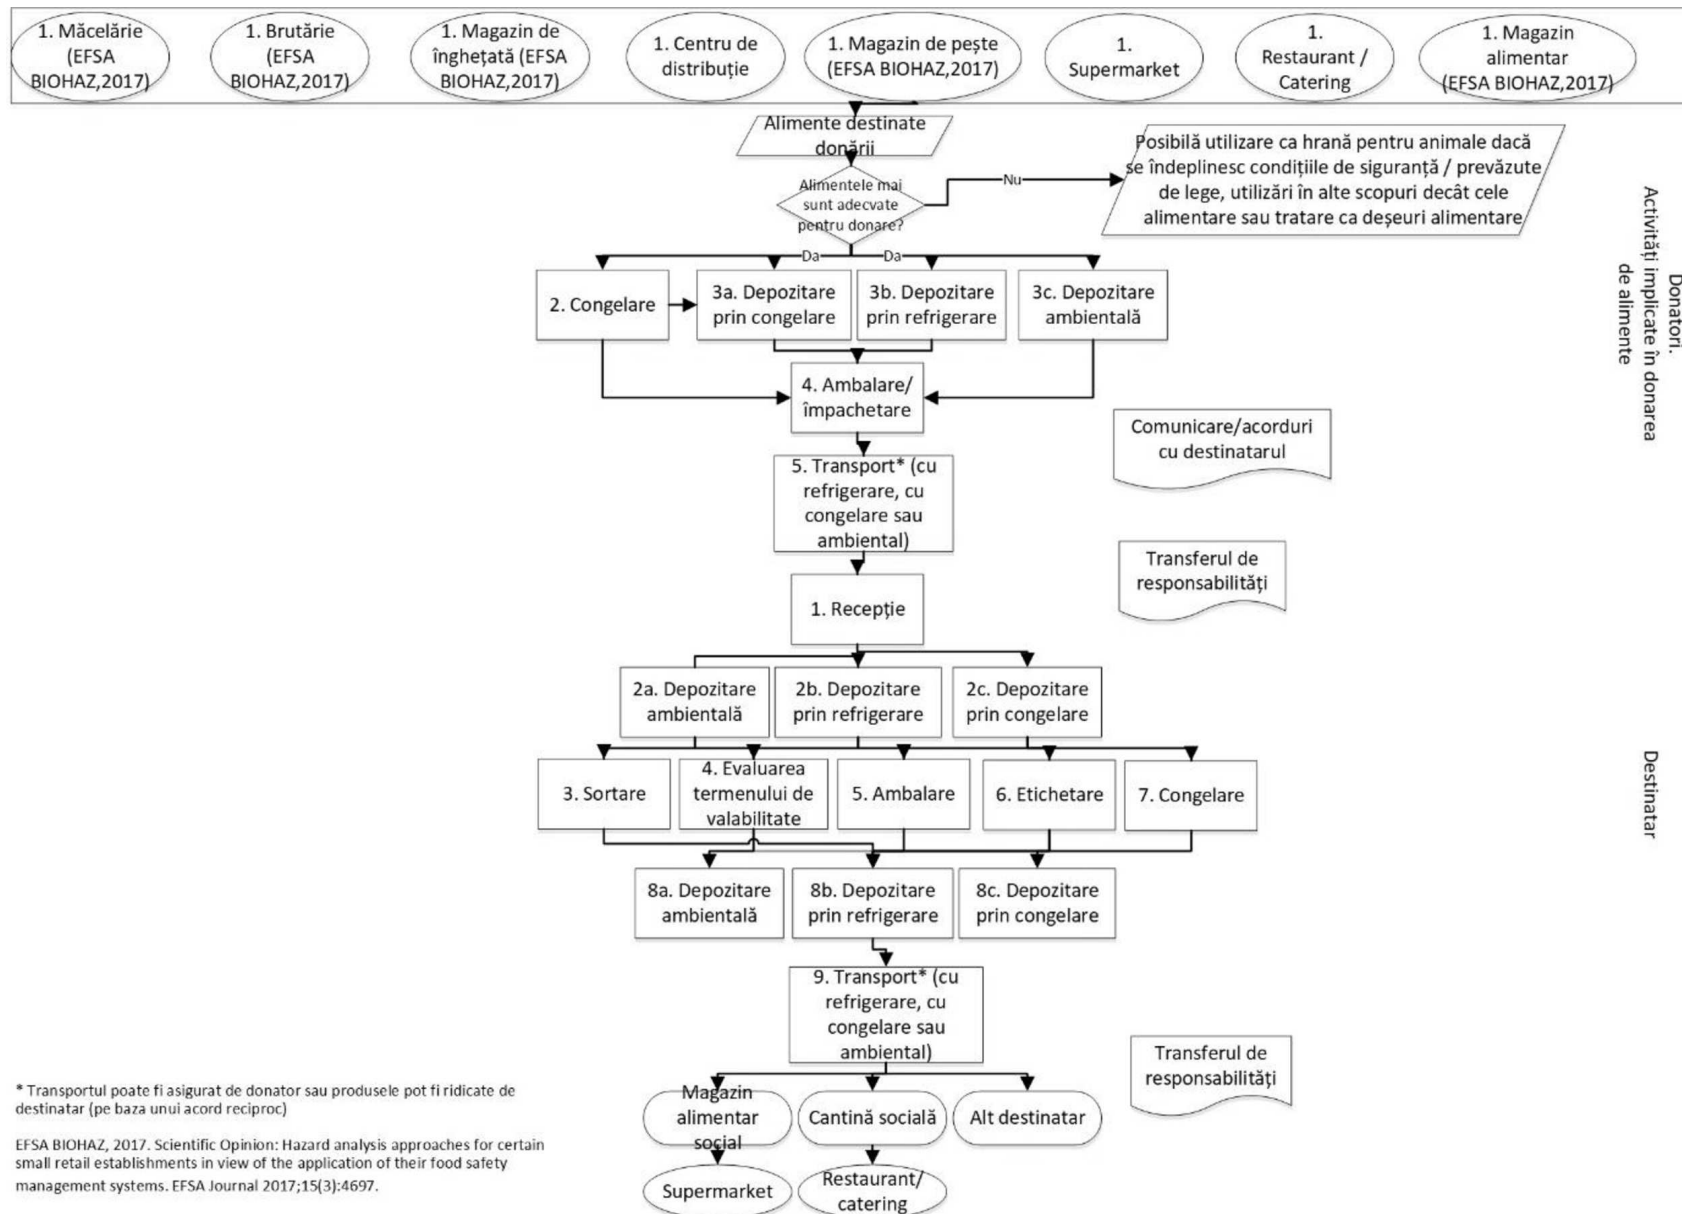 1. Măcelărie
(EFSA
BIOHAZ,2017)
1. Brutărie
(EFSA
BIOHAZ,2017)
1. Magazin de
înghețată (EFSA
BIOHAZ,2017)
1. Centru de
distribuție
1. Magazin de pește
(EFSA BIOHAZ,2017)
1.
Supermarket
1.
Restaurant /
Catering
1. Magazin
alimentar
(EFSA BIOHAZ,2017)
Alimente destinate
donării
Alimentele mai
sunt adecvate
pentru donare?
Nu
Posibilă utilizare ca hrană pentru animale dacă
se îndeplinesc condițiile de siguranță / prevăzute
de lege, utilizări în alte scopuri decât cele
alimentare sau tratare ca deșeuri alimentare
Da
Da
2. Congelare
3a. Depozitare
prin congelare
3b. Depozitare
prin refrigerare
3c. Depozitare
ambientală
4. Ambalare/
împachetare
Donatori.
Activități implicate în donarea
de alimente
Comunicare/acorduri
cu destinatarul
5. Transport* (cu
refrigerare, cu
congelare sau
ambiental)
Transferul de
responsabilități
1. Recepție
2a. Depozitare
ambientală
2b. Depozitare
prin refrigerare
2c. Depozitare
prin congelare
3. Sortare
4. Evaluarea
termenului de
valabilitate
5. Ambalare
6. Etichetare
7. Congelare
Destinatar
8a. Depozitare
ambientală
8b. Depozitare
prin refrigerare
8c. Depozitare
prin congelare
9. Transport* (cu
refrigerare, cu
congelare sau
ambiental)
Transferul de
responsabilități
Magazin
alimentar
social
Cantină socială
Alt destinatar
Supermarket
Restaurant/
catering
* Transportul poate fi asigurat de donator sau produsele pot fi ridicate de
destinatar (pe baza unui acord reciproc)
EFSA BIOHAZ, 2017. Scientific Opinion: Hazard analysis approaches for certain
small retail establishments in view of the application of their food safety
management systems. EFSA Journal 2017;15(3):4697.